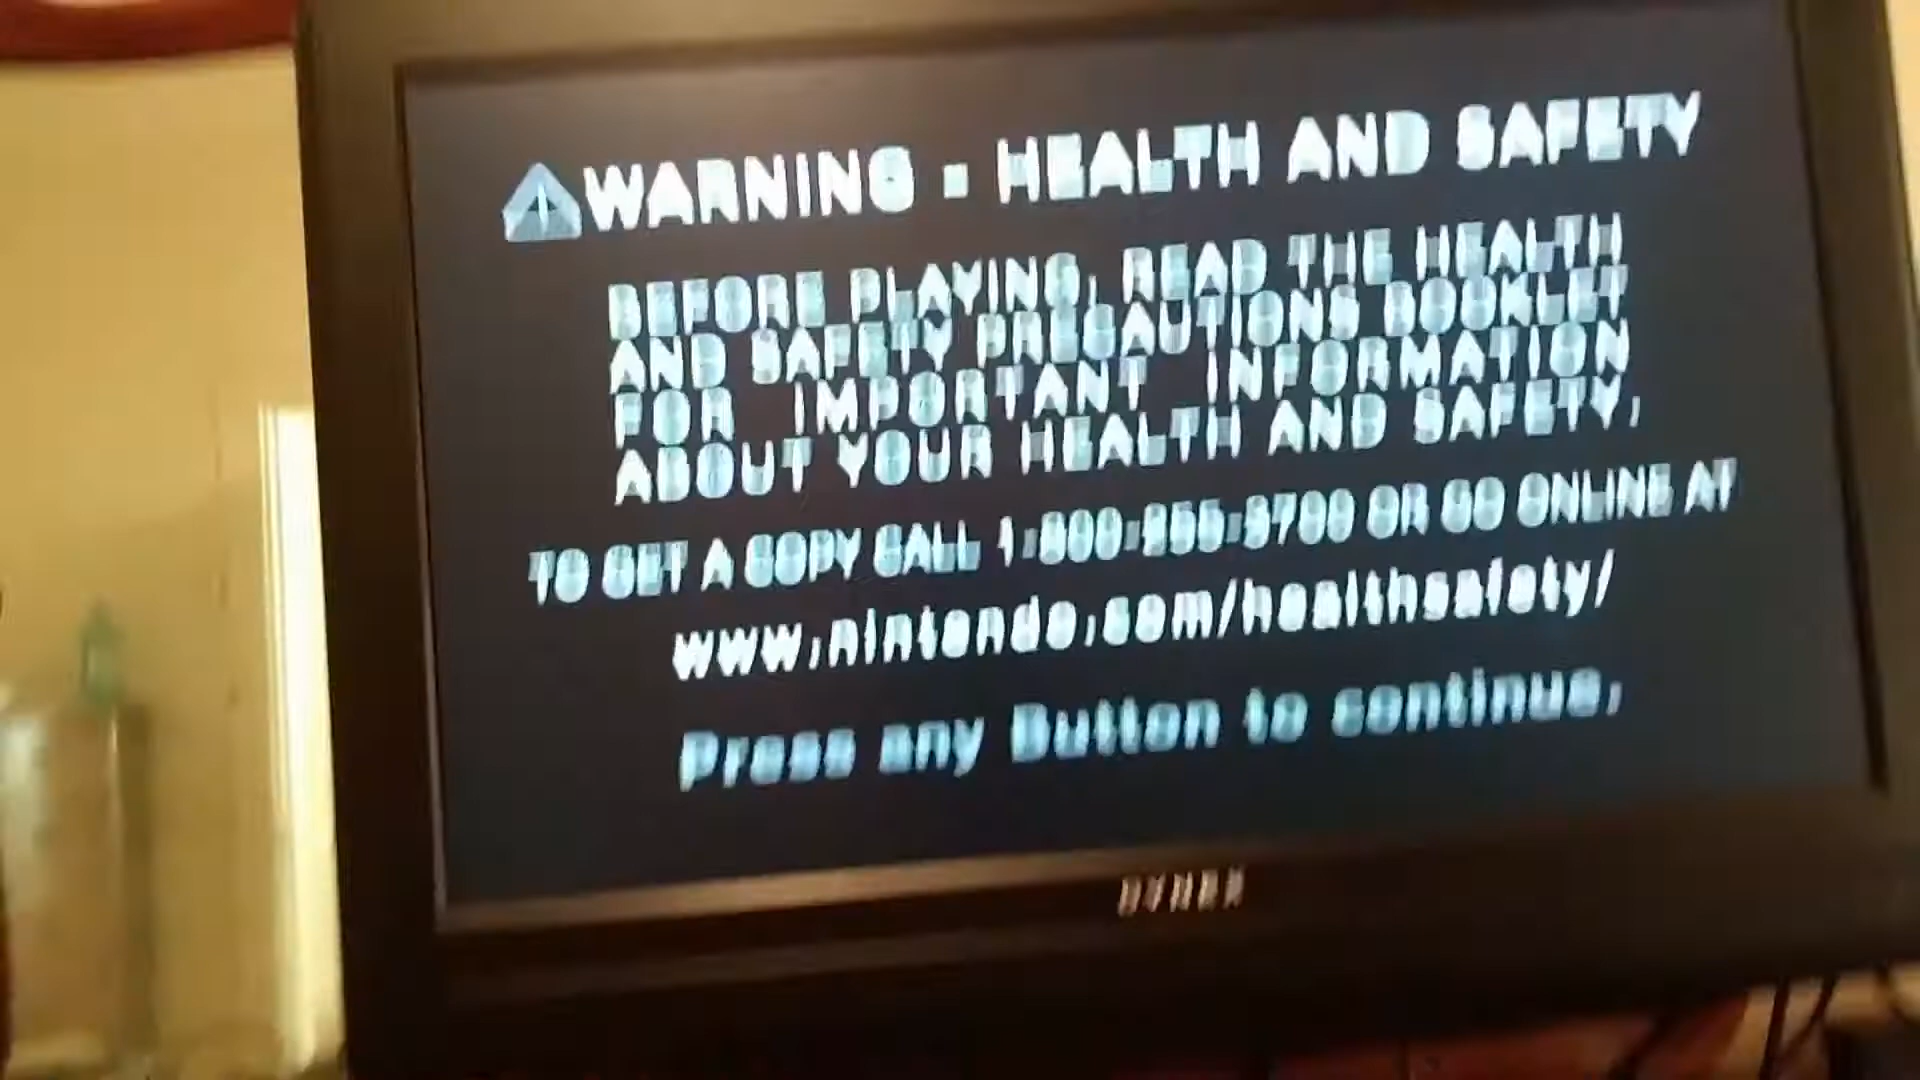 WARNING - HEALTH AND SAFETY
BEFORE PLAYING, READ THE HEALTH
AND SAFETY PRECAUTIONS BOOKLET
FOR IMPORTANT INFORMATION
ABOUT YOUR HEALTH AND SAFETY.
TO GET A COPY CALL 1-800-255-3700 OR GO ONLINE AT
www.nintendo.com/healthsafety/
Press any Button to continue.
DYNEX